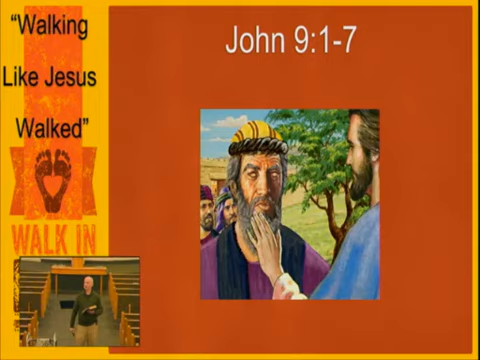 “Walking
Like Jesus
Walked”
WALK IN
John 9:1-7